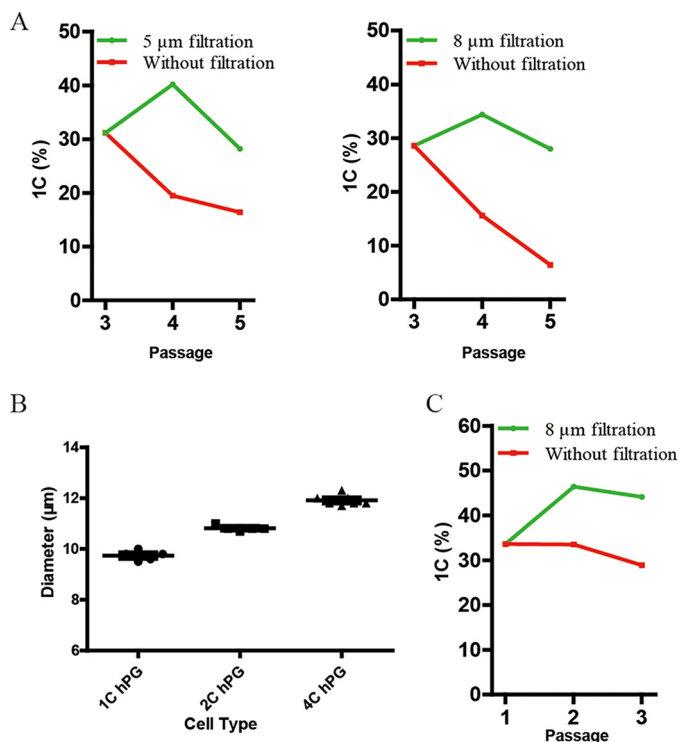 A
50
40
30
20
10
0
1C (%)
5 µm filtration
Without filtration
3 4 5
Passage
50
40
30
20
10
0
1C (%)
8 µm filtration
Without filtration
3 4 5
Passage
B
14
12
10
8
6
Diameter (µm)
1C hPG
2C hPG
4C hPG
Cell Type
C
60
50
40
30
20
10
0
1C (%)
8 µm filtration
Without filtration
1 2 3
Passage